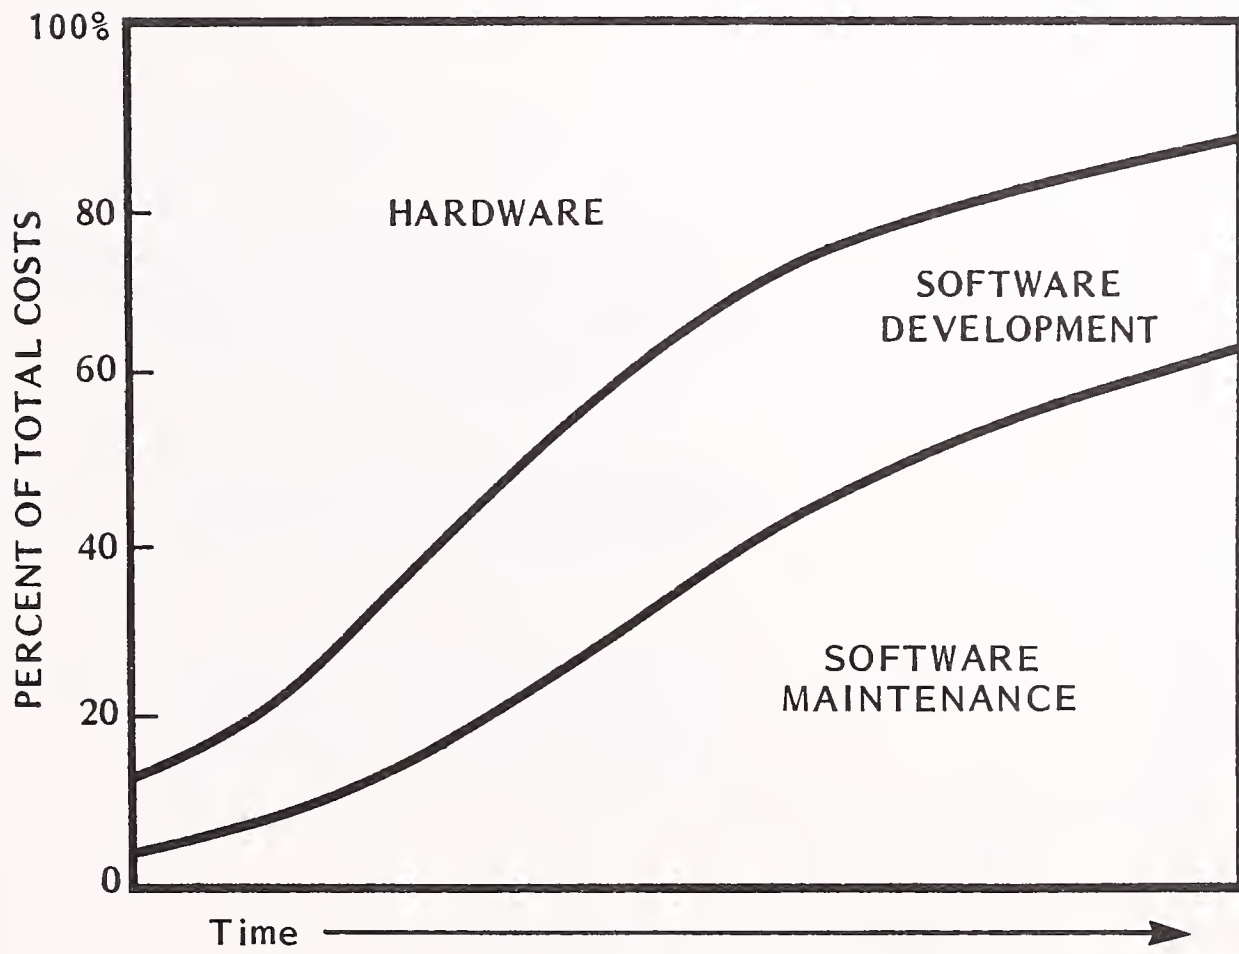 100%
80
60
40
20
0
PERCENT OF TOTAL COSTS
HARDWARE
SOFTWARE
DEVELOPMENT
SOFTWARE
MAINTENANCE
Time